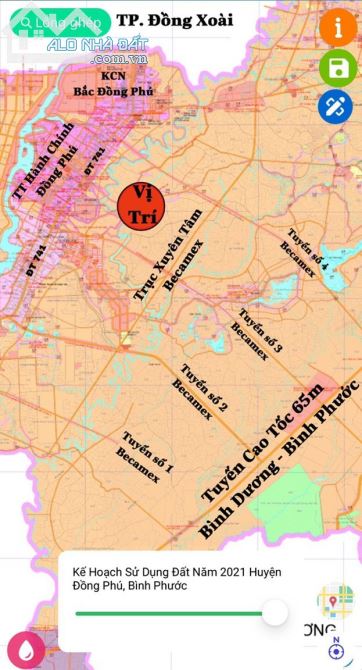 Lồng ghép
TP. Đồng Xoài
ALO NHÀ ĐẤT
.com.vn
KCN
Bắc Đồng Phú
TT Hành Chính
Đồng Phú
ĐT 741
Vị
Trí
Trục Xuyên Tâm
Becamex
ĐT 741
Tuyến số 4
Becamex
Tuyến số 3
Becamex
Tuyến số 2
Becamex
Tuyến số 1
Becamex
Tuyến Cao Tốc 65m
Bình Dương - Bình Phước
Kế Hoạch Sử Dụng Đất Năm 2021 Huyện
Đồng Phú, Bình Phước
ƠNG
N